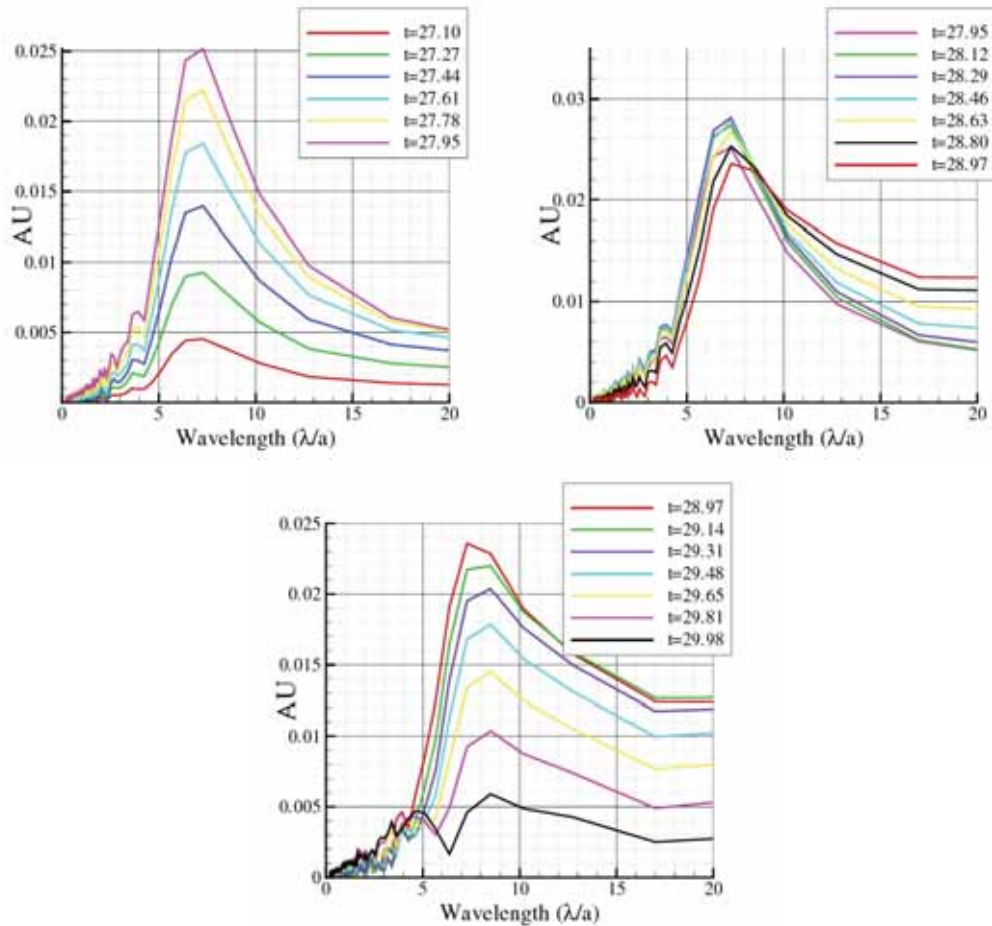 t=27.10
t=27.27
t=27.44
t=27.61
t=27.78
t=27.95
0.025
0.02
0.015
0.01
0.005
AU
0 5 10 15 20
Wavelength (λ/a)
t=27.95
t=28.12
t=28.29
t=28.46
t=28.63
t=28.80
t=28.97
0.03
0.02
0.01
0
AU
0 5 10 15 20
Wavelength (λ/a)
t=28.97
t=29.14
t=29.31
t=29.48
t=29.65
t=29.81
t=29.98
0.025
0.02
0.015
0.01
0.005
0
AU
0 5 10 15 20
Wavelength (λ/a)